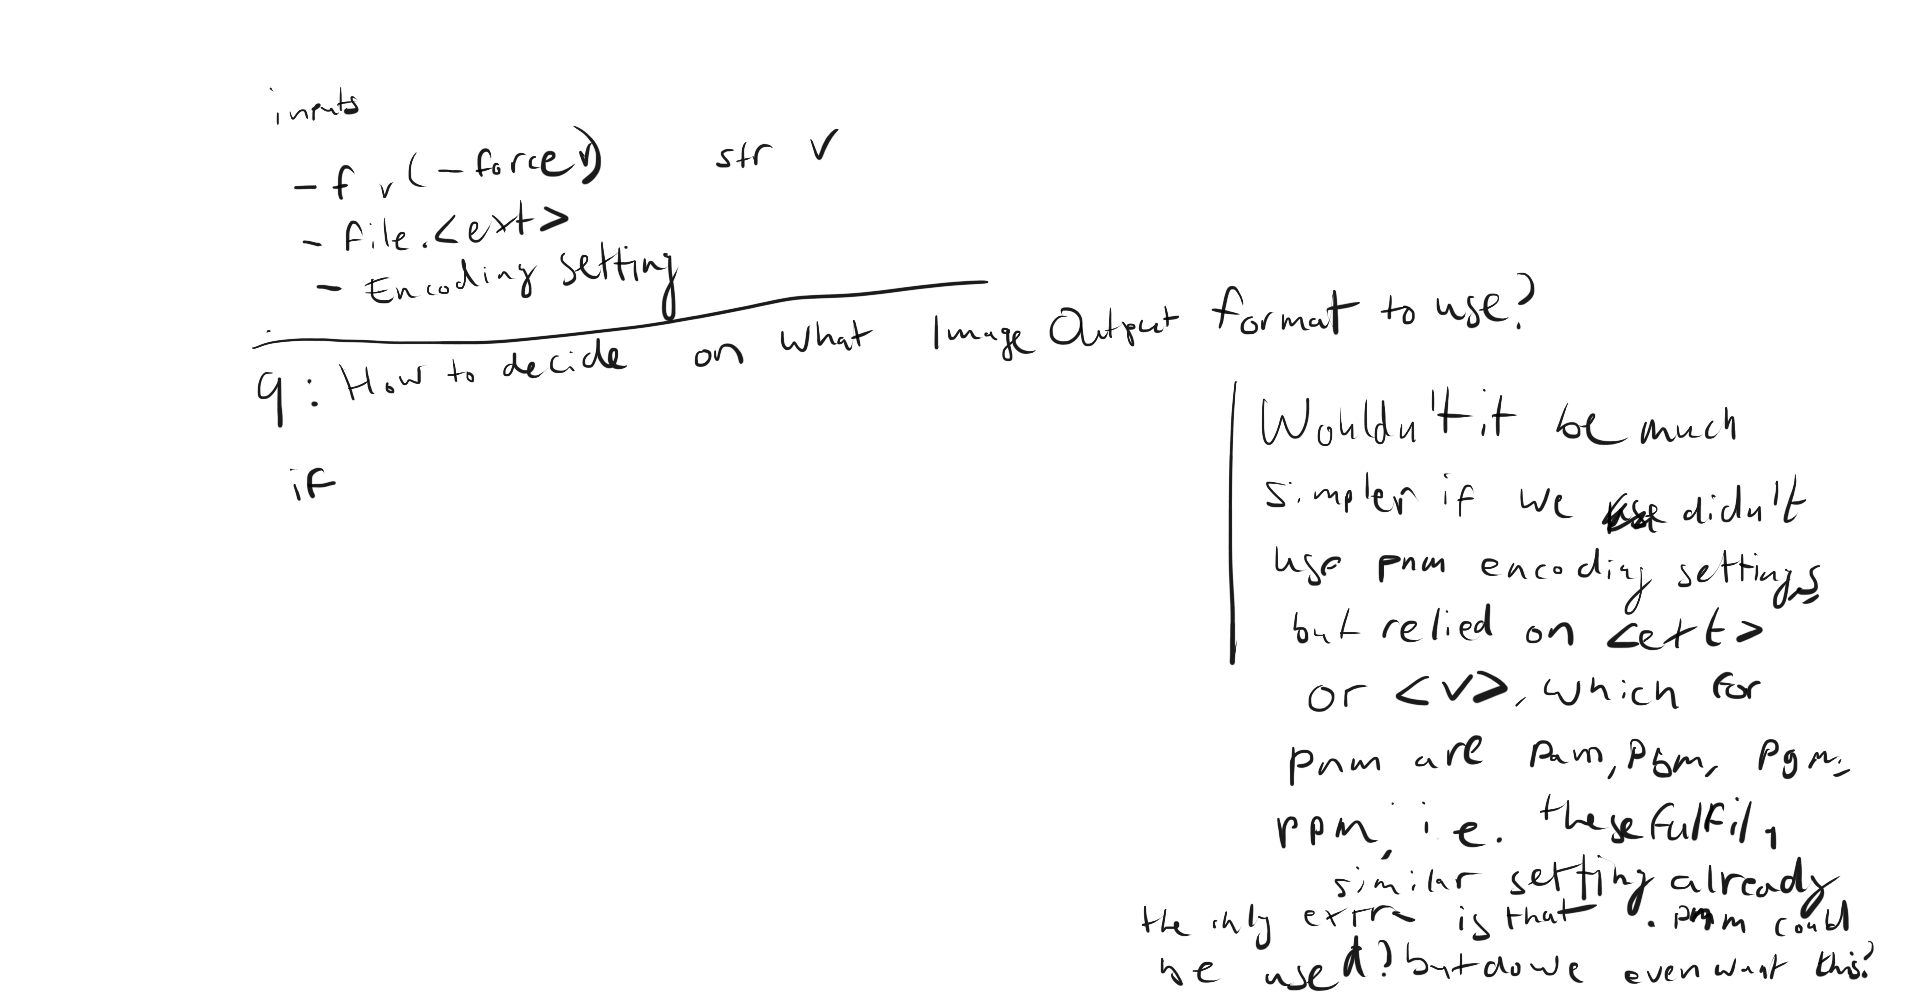 inputs
- f v (-force v) str v
- file.<ext>
- Encoding setting
q: How to decide on what Image Output format to use?
if
Wouldn't it be much
simpler if we didn't
use pnm encoding settings
but relied on <ext>
or <v>, which for
pnm are pam, pbm, pgm,
ppm, i.e. these fulfil
similar setting already
the only extra is that .pnm could
be used? but do we even want this?